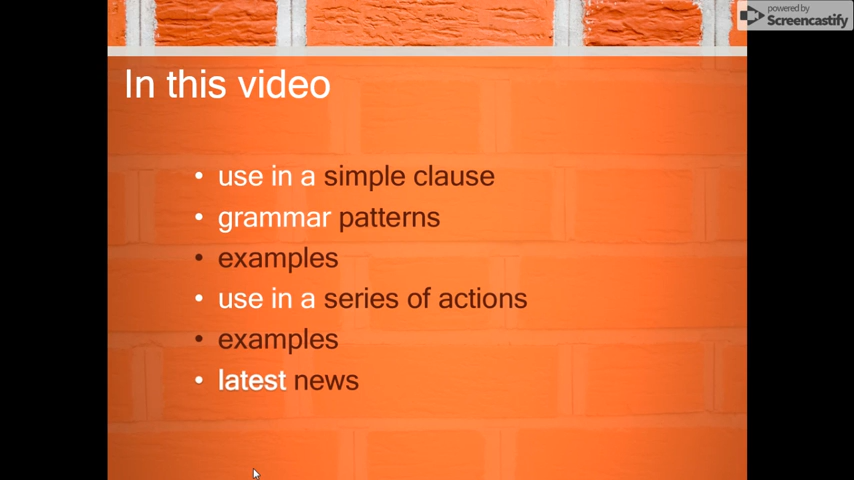 powered by
Screencastify
In this video
• use in a simple clause
• grammar patterns
• examples
• use in a series of actions
• examples
• latest news